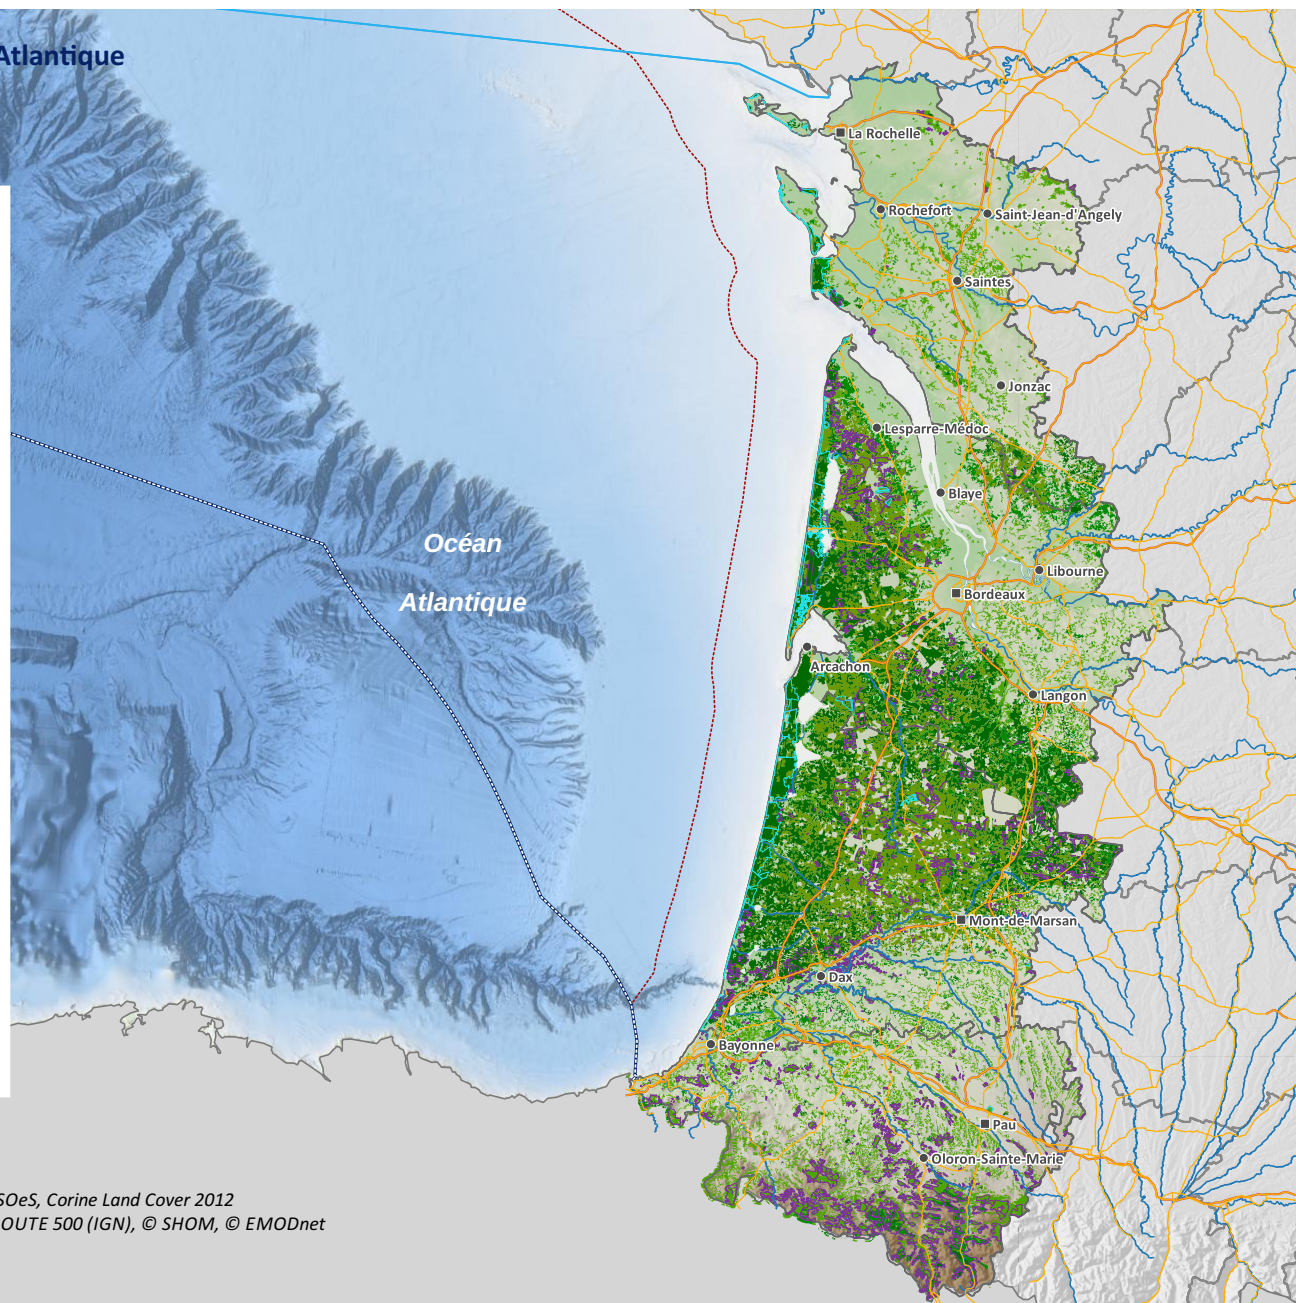 Atlantique
La Rochelle
Rochefort
Saint-Jean-d'Angely
Saintes
Jonzac
Lesparre-Médoc
Blaye
Océan
Atlantique
Libourne
Bordeaux
Arcachon
Langon
Mont-de-Marsan
Dax
Bayonne
Pau
Oloron-Sainte-Marie
SOeS, Corine Land Cover 2012
OUTE 500 (IGN), © SHOM, © EMODnet